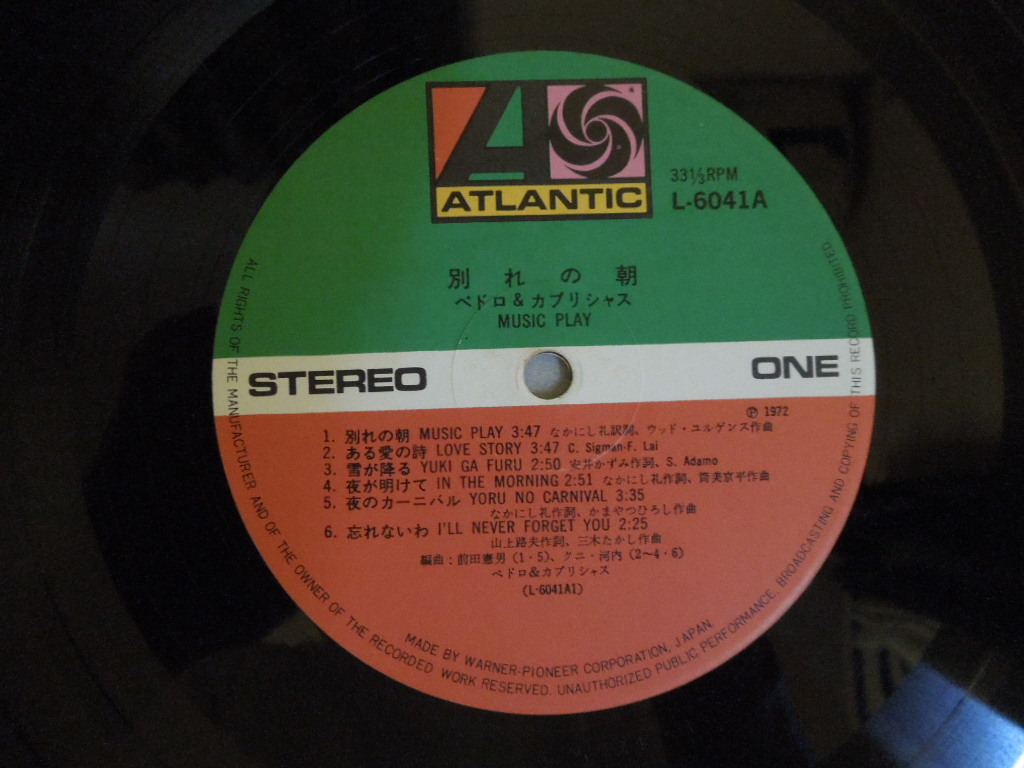 ATLANTIC
33⅓RPM
L-6041A
別れの朝
ペドロ&カプリシャス
MUSIC PLAY
STEREO
ONE
Ⓟ 1972
1. 別れの朝 MUSIC PLAY 3:47 なかにし礼訳詞、ウッド・ユルゲンス作曲
2. ある愛の詩 LOVE STORY 3:47 C. Sigman-F. Lai
3. 雪が降る YUKI GA FURU 2:50 安井かずみ作詞、S. Adamo
4. 夜が明けて IN THE MORNING 2:51 なかにし礼作詞、筒美京平作曲
5. 夜のカーニバル YORU NO CARNIVAL 3:35
なかにし礼作詞、かまやつひろし作曲
6. 忘れないわ I'LL NEVER FORGET YOU 2:25
山上路夫作詞、三木たかし作曲
編曲:前田憲男(1・5)、クニ・河内(2〜4・6)
ペドロ&カプリシャス
(L-6041A1)
MADE BY WARNER-PIONEER CORPORATION, JAPAN.
ALL RIGHTS OF THE MANUFACTURER AND OF THE OWNER OF THE RECORDED WORK RESERVED. UNAUTHORIZED PUBLIC PERFORMANCE. BROADCASTING AND COPYING OF THIS RECORD PROHIBITED